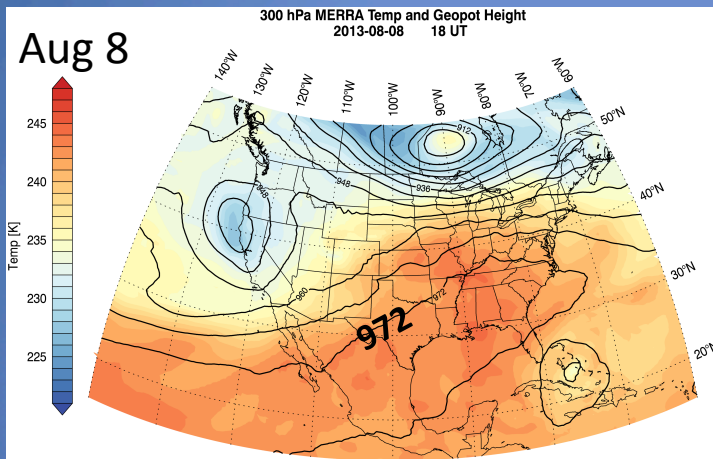 300 hPa MERRA Temp and Geopot Height
2013-08-08 18 UT
Aug 8
140°W
130°W
120°W
110°W
100°W
90°W
80°W
70°W
60°W
50°N
40°N
30°N
20°N
Temp [K]
245
240
235
230
225
912
936
948
948
960
972
972